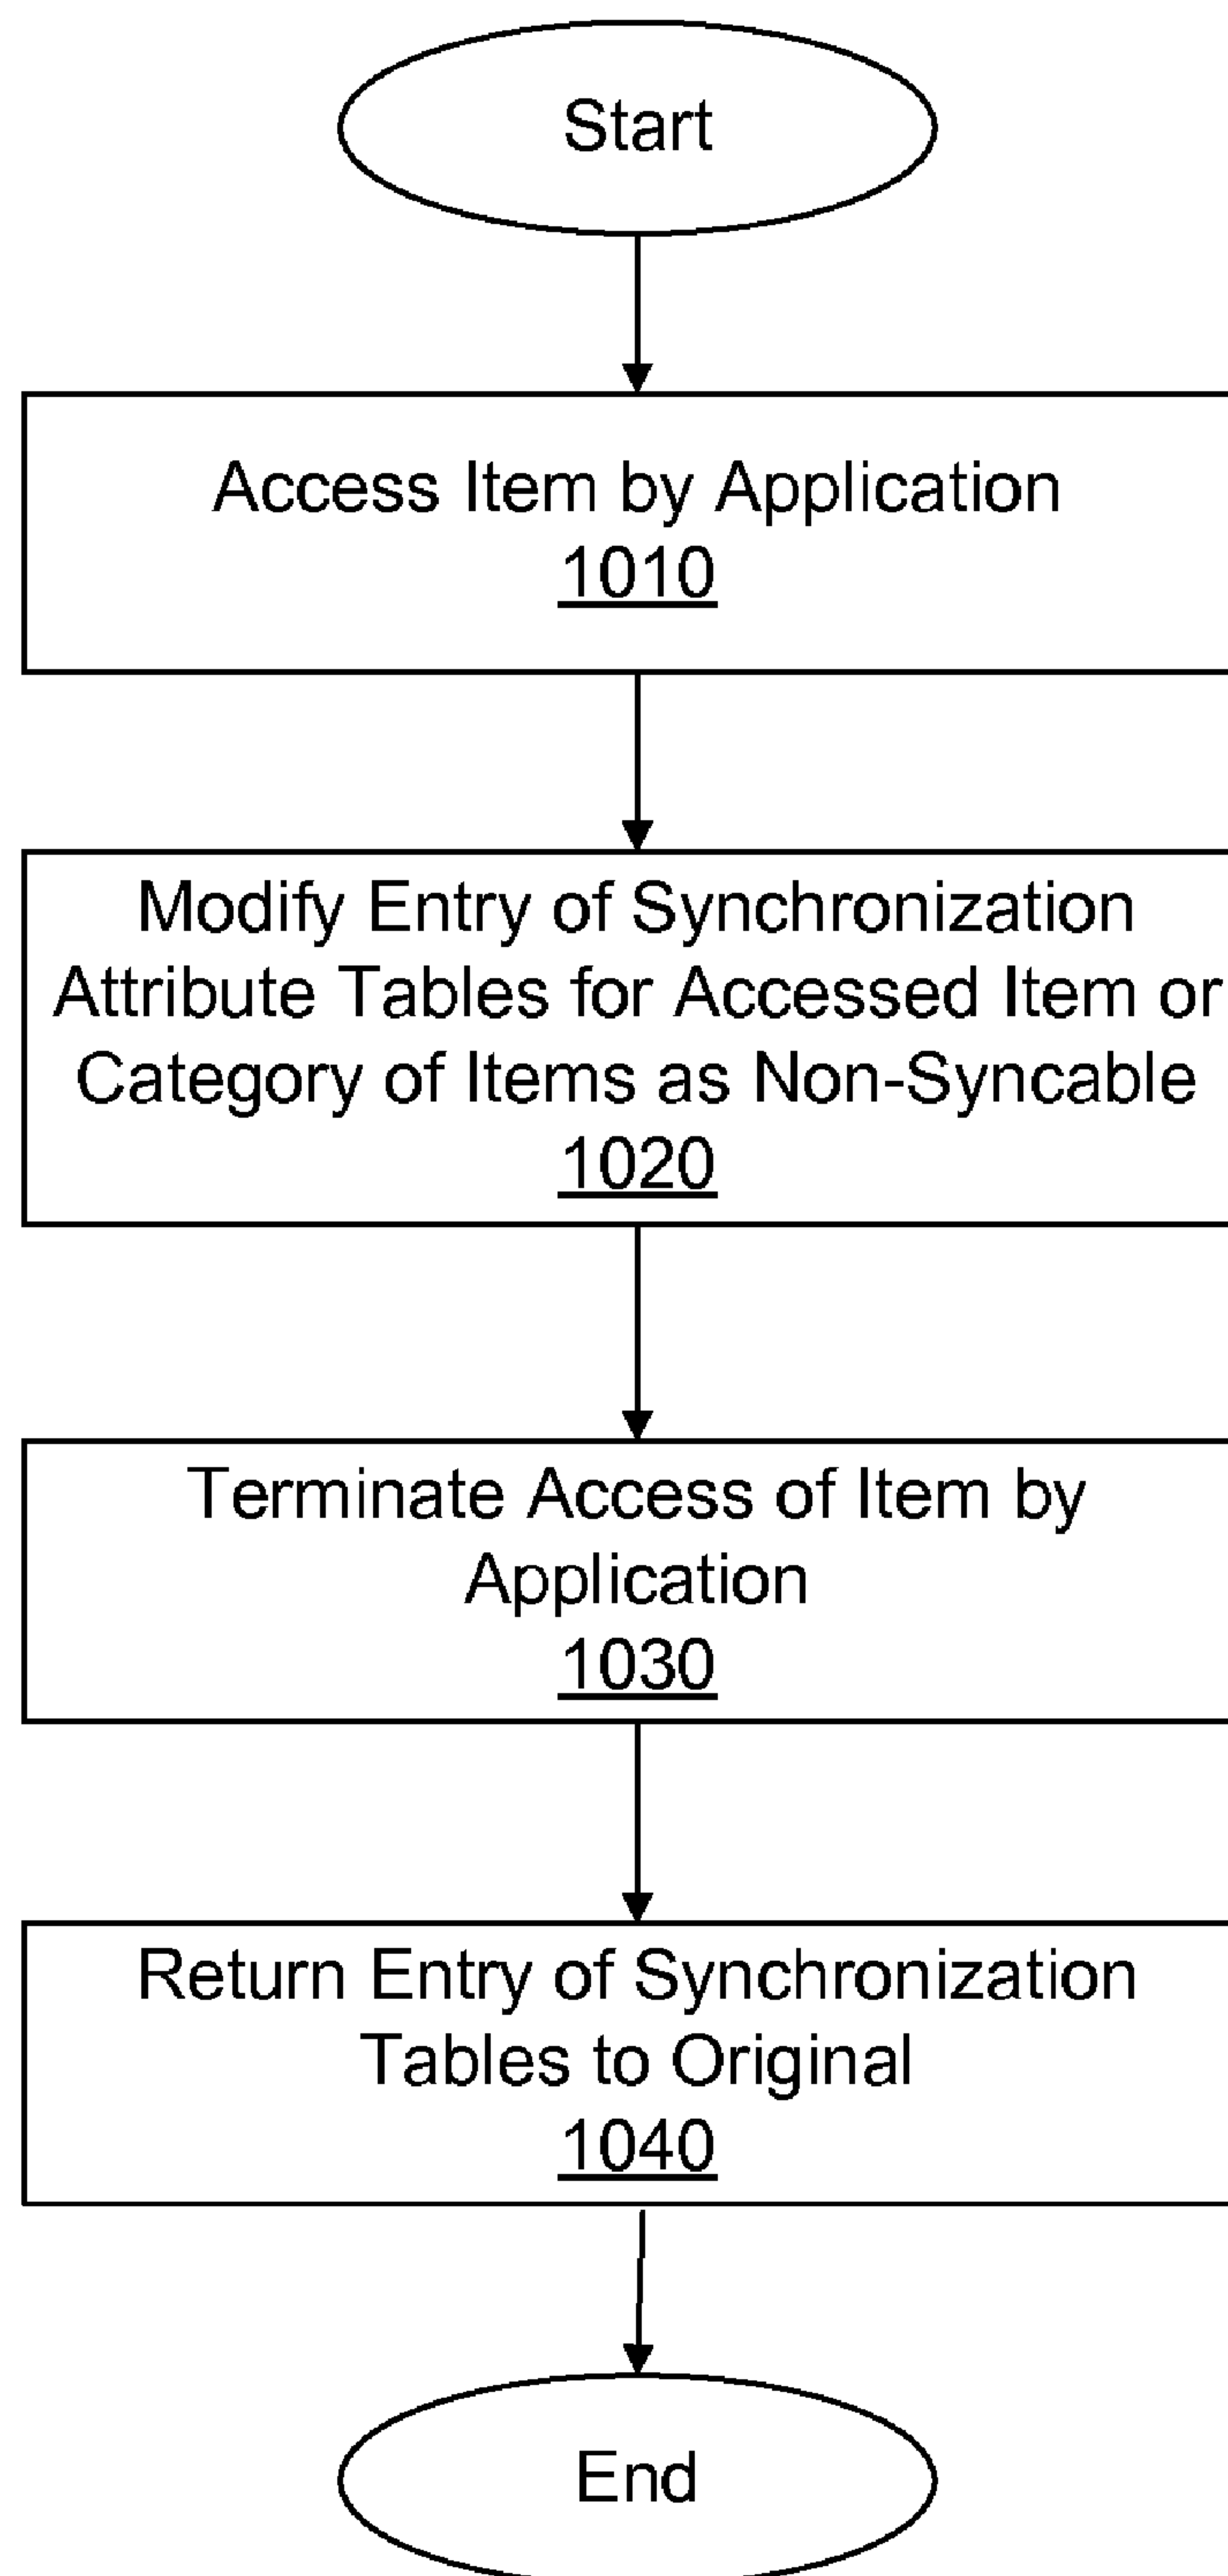 Start
Access Item by Application
1010
Modify Entry of Synchronization
Attribute Tables for Accessed Item or
Category of Items as Non-Syncable
1020
Terminate Access of Item by
Application
1030
Return Entry of Synchronization
Tables to Original
1040
End